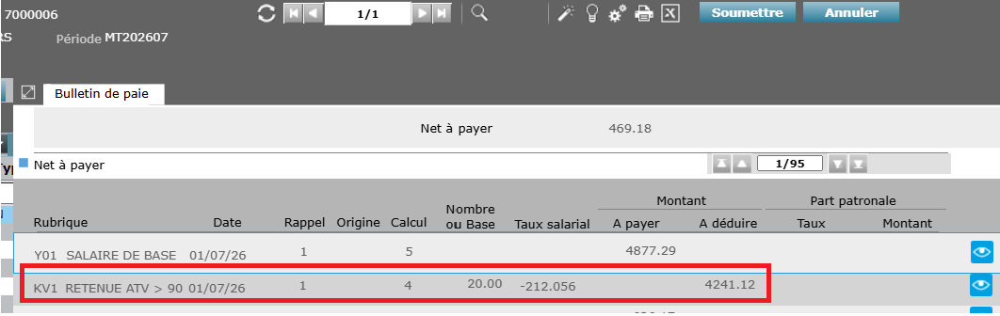 7000006 1/1 Soumettre Annuler
RS Période MT202607
Bulletin de paie
Net à payer 469.18
Net à payer 1/95
Montant Part patronale
Rubrique Date Rappel Origine Calcul Nombre ou Base Taux salarial A payer A déduire Taux Montant
Y01 SALAIRE DE BASE 01/07/26 1 5 4877.29
KV1 RETENUE ATV > 90 01/07/26 1 4 20.00 -212.056 4241.12